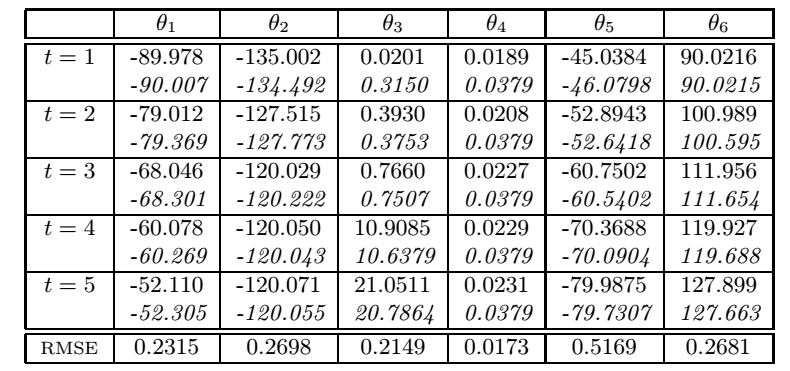 θ1 θ2 θ3 θ4 θ5 θ6
t = 1 -89.978 -135.002 0.0201 0.0189 -45.0384 90.0216
-90.007 -134.492 0.3150 0.0379 -46.0798 90.0215
t = 2 -79.012 -127.515 0.3930 0.0208 -52.8943 100.989
-79.369 -127.773 0.3753 0.0379 -52.6418 100.595
t = 3 -68.046 -120.029 0.7660 0.0227 -60.7502 111.956
-68.301 -120.222 0.7507 0.0379 -60.5402 111.654
t = 4 -60.078 -120.050 10.9085 0.0229 -70.3688 119.927
-60.269 -120.043 10.6379 0.0379 -70.0904 119.688
t = 5 -52.110 -120.071 21.0511 0.0231 -79.9875 127.899
-52.305 -120.055 20.7864 0.0379 -79.7307 127.663
RMSE 0.2315 0.2698 0.2149 0.0173 0.5169 0.2681